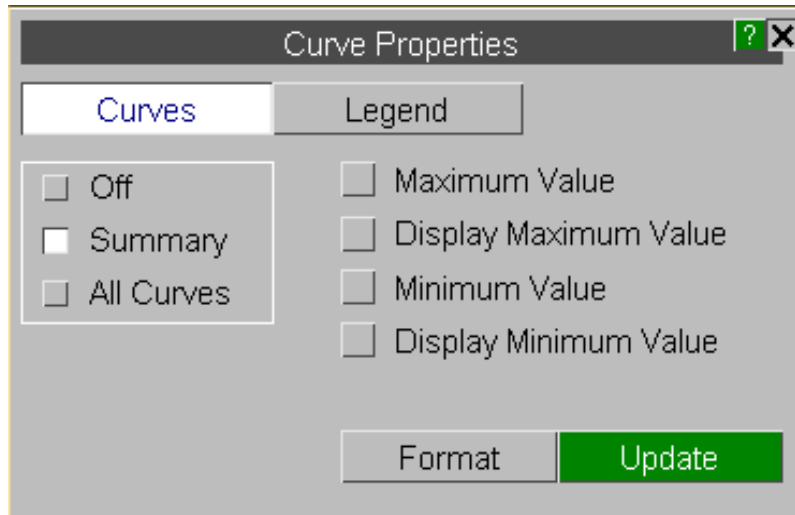 Curve Properties ? X
Curves Legend
Off
Summary
All Curves
Maximum Value
Display Maximum Value
Minimum Value
Display Minimum Value
Format Update